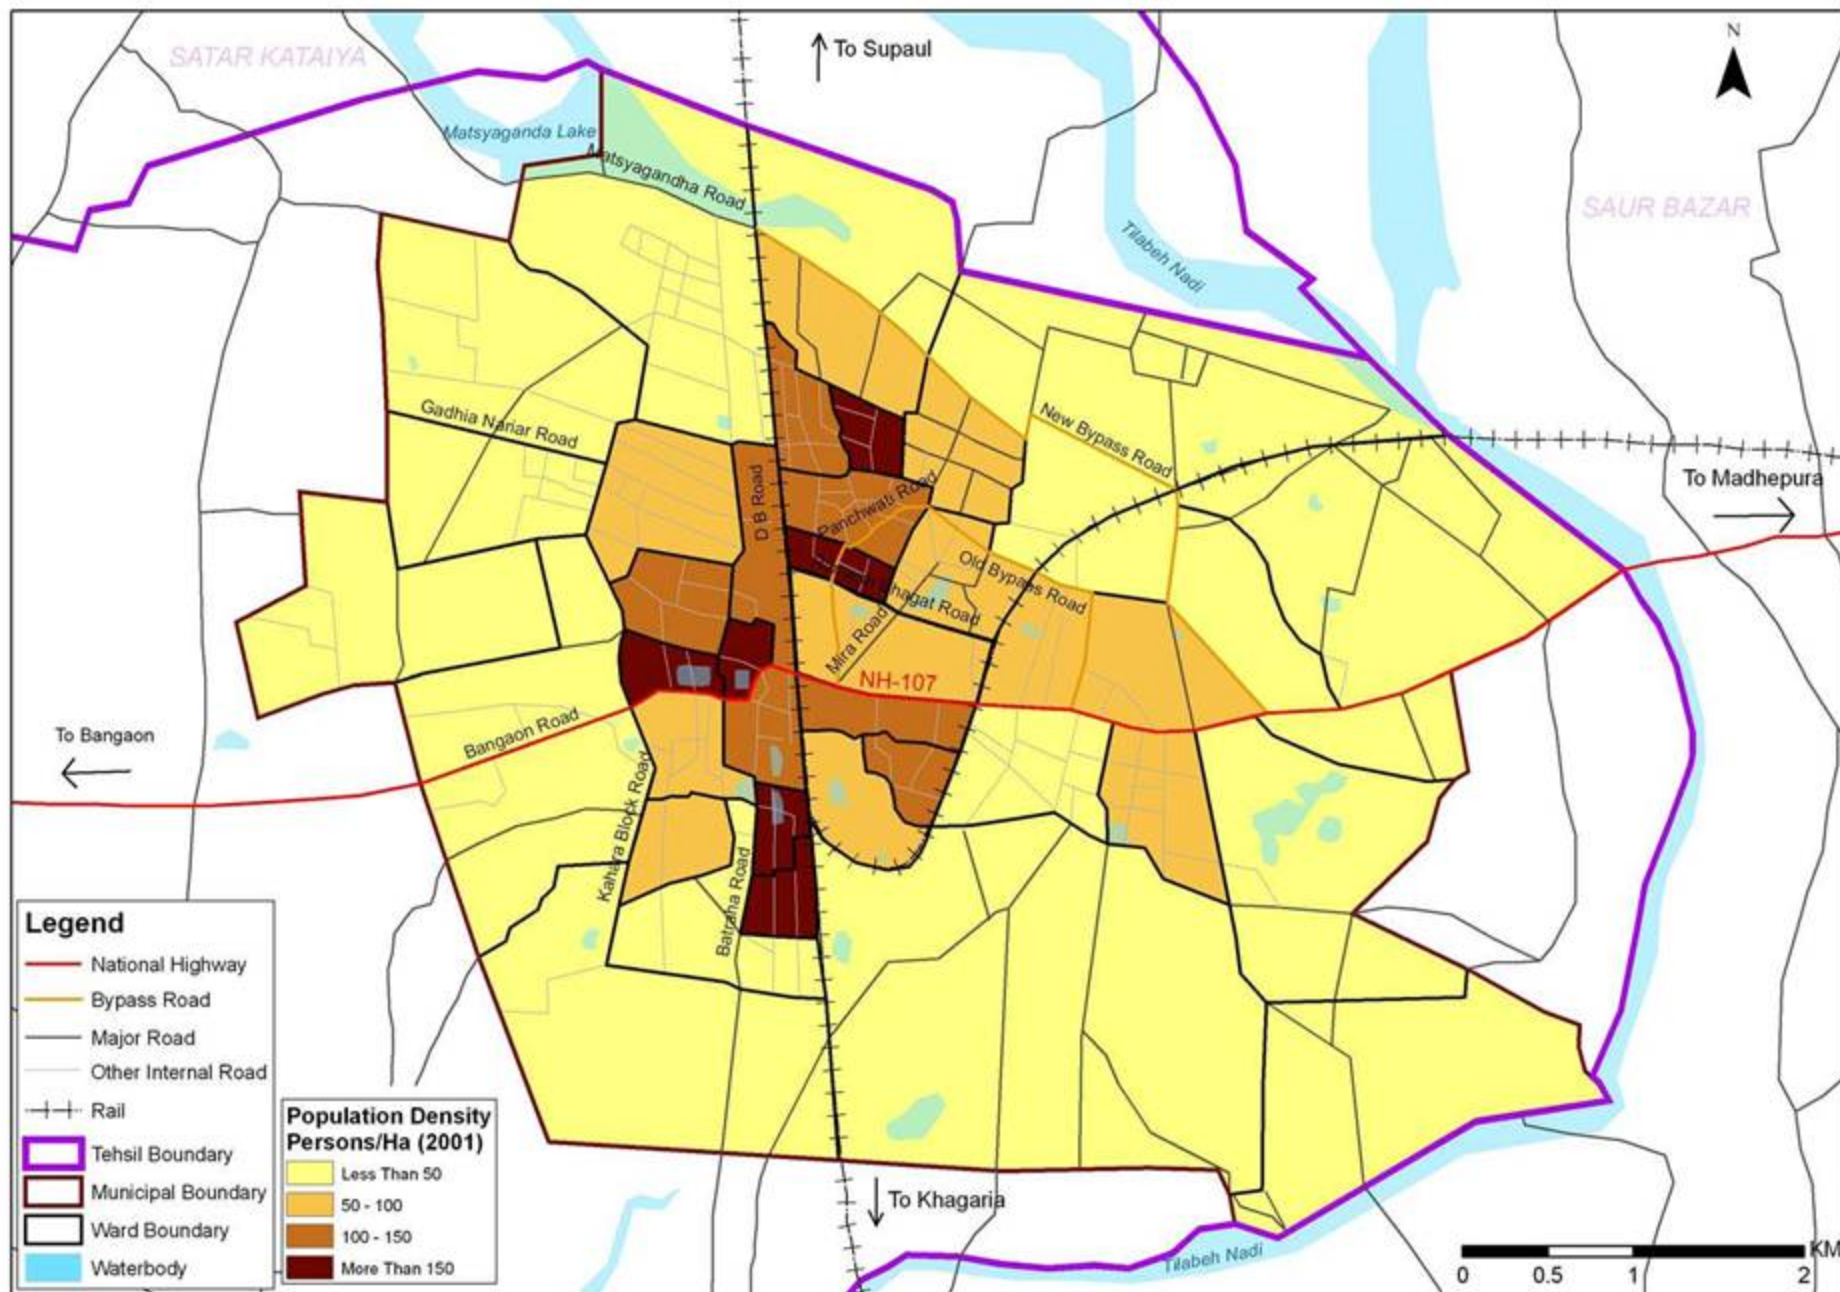 SATAR KATAIYA
To Supaul
N
Matsyaganda Lake
Matsyagandha Road
SAUR BAZAR
Tilabeh Nadi
Gadhia Nariar Road
New Bypass Road
D B Road
Panchwati Road
To Madhepura
Old Bypass Road
hagat Road
Mira Road
NH-107
To Bangaon
Bangaon Road
Kahara Block Road
Batraha Road
Legend
National Highway
Bypass Road
Major Road
Other Internal Road
Rail
Tehsil Boundary
Municipal Boundary
Ward Boundary
Waterbody
Population Density
Persons/Ha (2001)
Less Than 50
50 - 100
100 - 150
More Than 150
To Khagaria
Tilabeh Nadi
KM
0 0.5 1 2